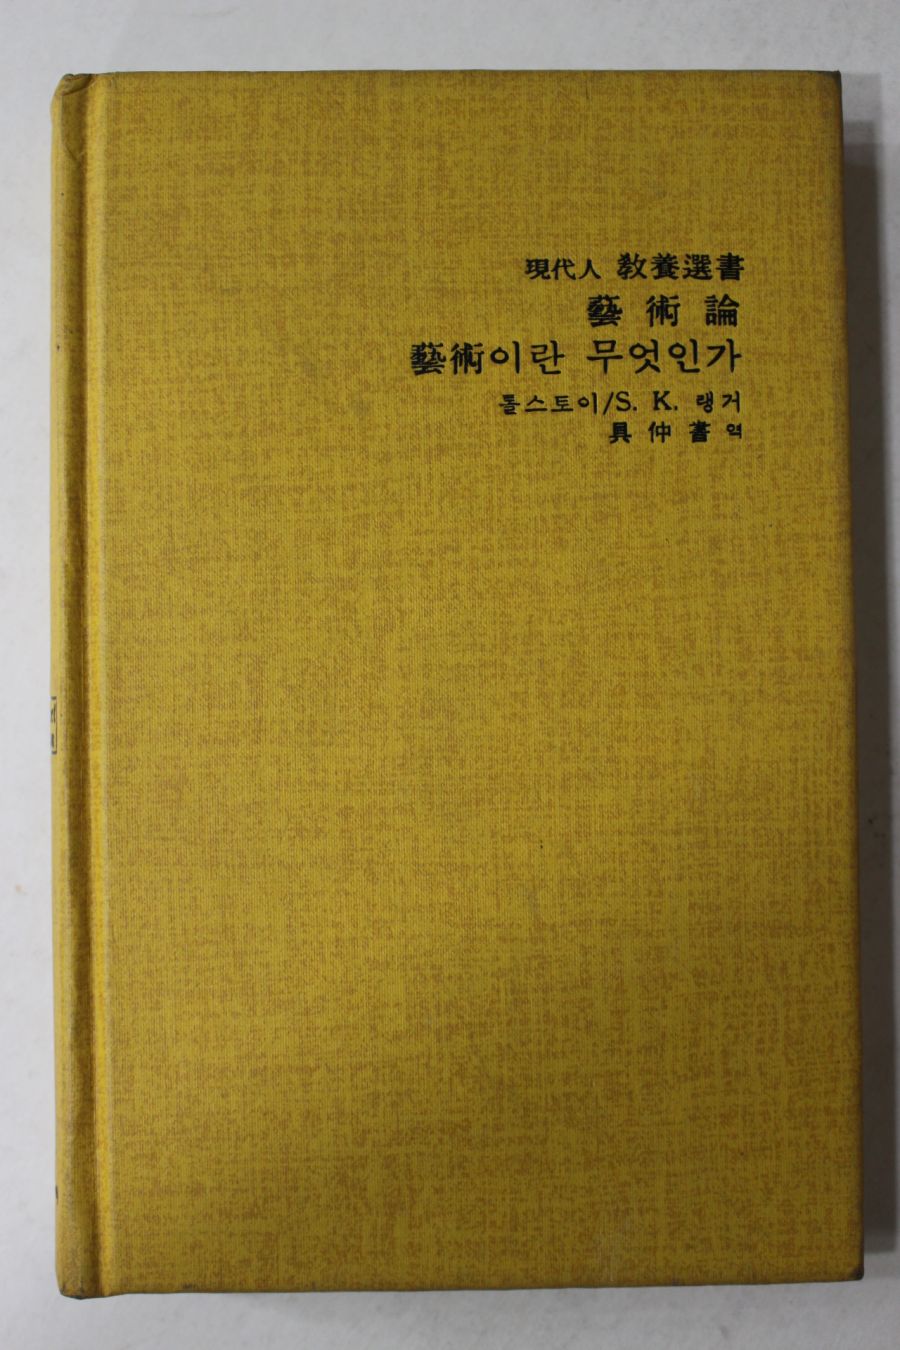 現代人 敎養選書
藝術論
藝術이란 무엇인가
톨스토이/S. K. 랭거
具仲書 역